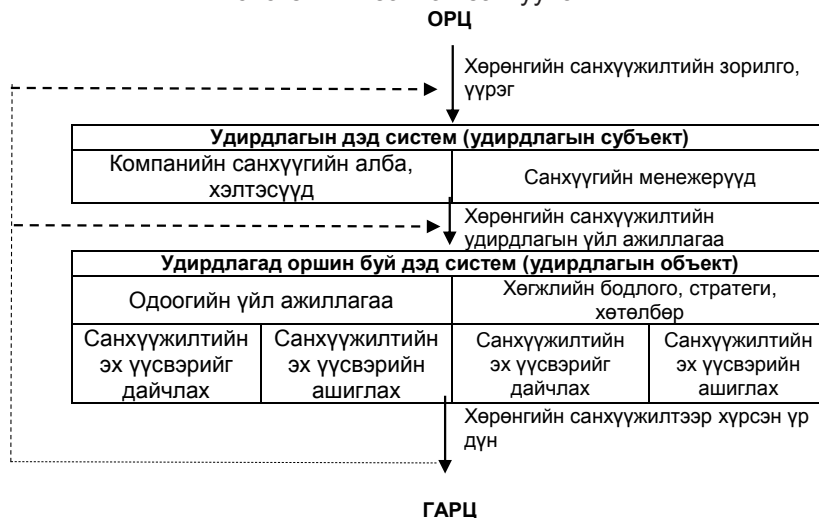 ОРЦ
Хөрөнгийн санхүүжилтийн зорилго,
үүрэг
Удирдлагын дэд систем (удирдлагын субъект)
Компанийн санхүүгийн алба,
хэлтэсүүд
Санхүүгийн менежерүүд
Хөрөнгийн санхүүжилтийн
удирдлагын үйл ажиллагаа
Удирдлагад оршин буй дэд систем (удирдлагын объект)
Одоогийн үйл ажиллагаа
Хөгжлийн бодлого, стратеги,
хөтөлбөр
Санхүүжилтийн
эх үүсвэрийг
дайчлах
Санхүүжилтийн
эх үүсвэрийн
ашиглах
Санхүүжилтийн
эх үүсвэрийг
дайчлах
Санхүүжилтийн
эх үүсвэрийн
ашиглах
Хөрөнгийн санхүүжилтээр хүрсэн үр
дүн
ГАРЦ